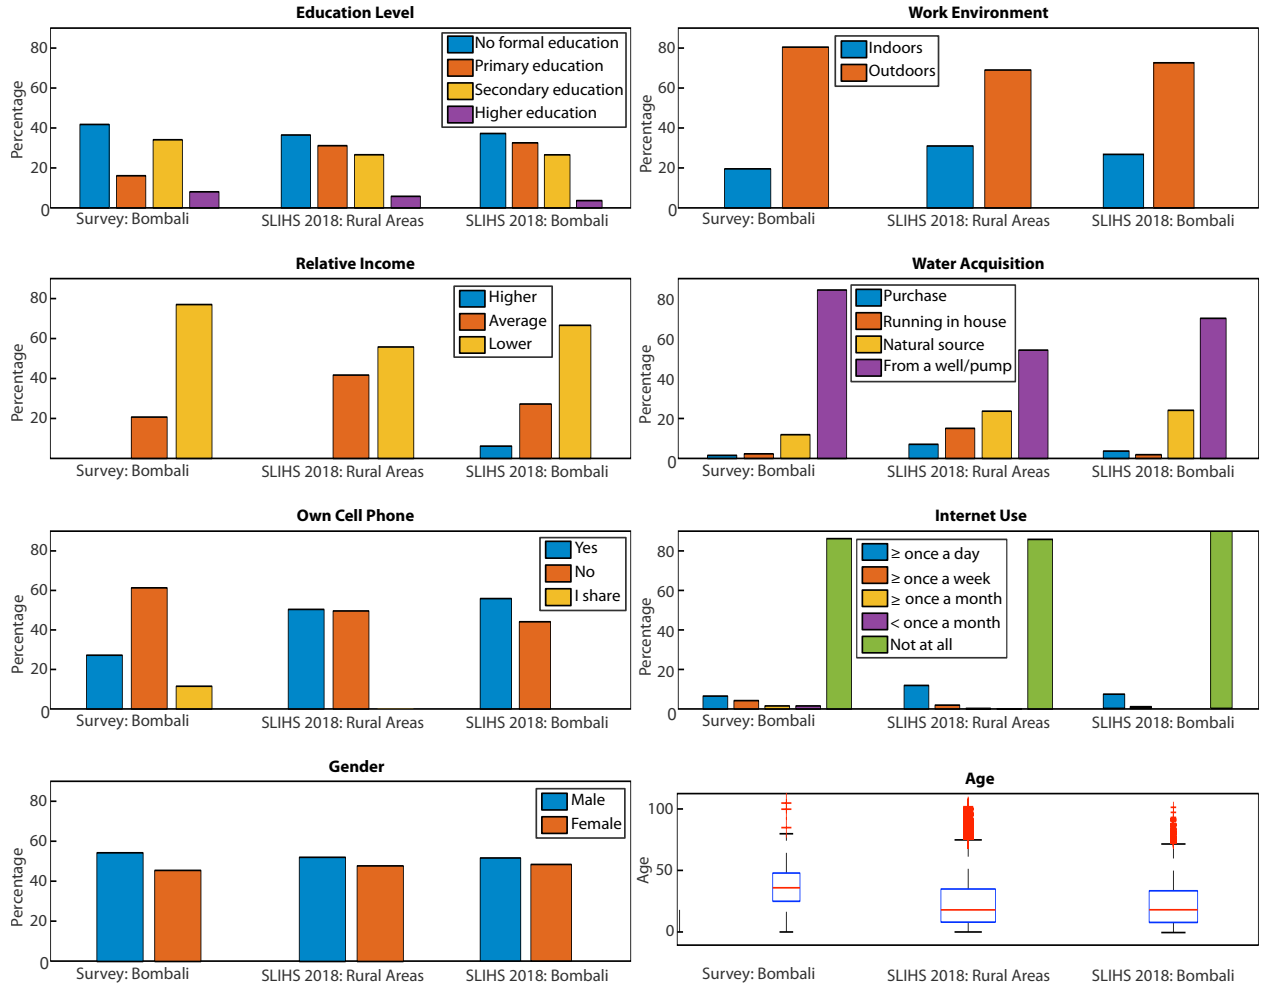 Education Level
80
60
40
20
0
Percentage
No formal education
Primary education
Secondary education
Higher education
Survey: Bombali
SLIHS 2018: Rural Areas
SLIHS 2018: Bombali
Work Environment
80
60
40
20
0
Percentage
Indoors
Outdoors
Survey: Bombali
SLIHS 2018: Rural Areas
SLIHS 2018: Bombali
Relative Income
80
60
40
20
Percentage
Higher
Average
Lower
Survey: Bombali
SLIHS 2018: Rural Areas
SLIHS 2018: Bombali
Water Acquisition
80
60
40
20
0
Percentage
Purchase
Running in house
Natural source
From a well/pump
Survey: Bombali
SLIHS 2018: Rural Areas
SLIHS 2018: Bombali
Own Cell Phone
80
60
40
20
0
Percentage
Yes
No
I share
Survey: Bombali
SLIHS 2018: Rural Areas
SLIHS 2018: Bombali
Internet Use
80
60
40
20
0
Percentage
≥ once a day
≥ once a week
≥ once a month
< once a month
Not at all
Survey: Bombali
SLIHS 2018: Rural Areas
SLIHS 2018: Bombali
Gender
80
60
40
20
0
Percentage
Male
Female
Survey: Bombali
SLIHS 2018: Rural Areas
SLIHS 2018: Bombali
Age
100
50
0
Age
Survey: Bombali
SLIHS 2018: Rural Areas
SLIHS 2018: Bombali